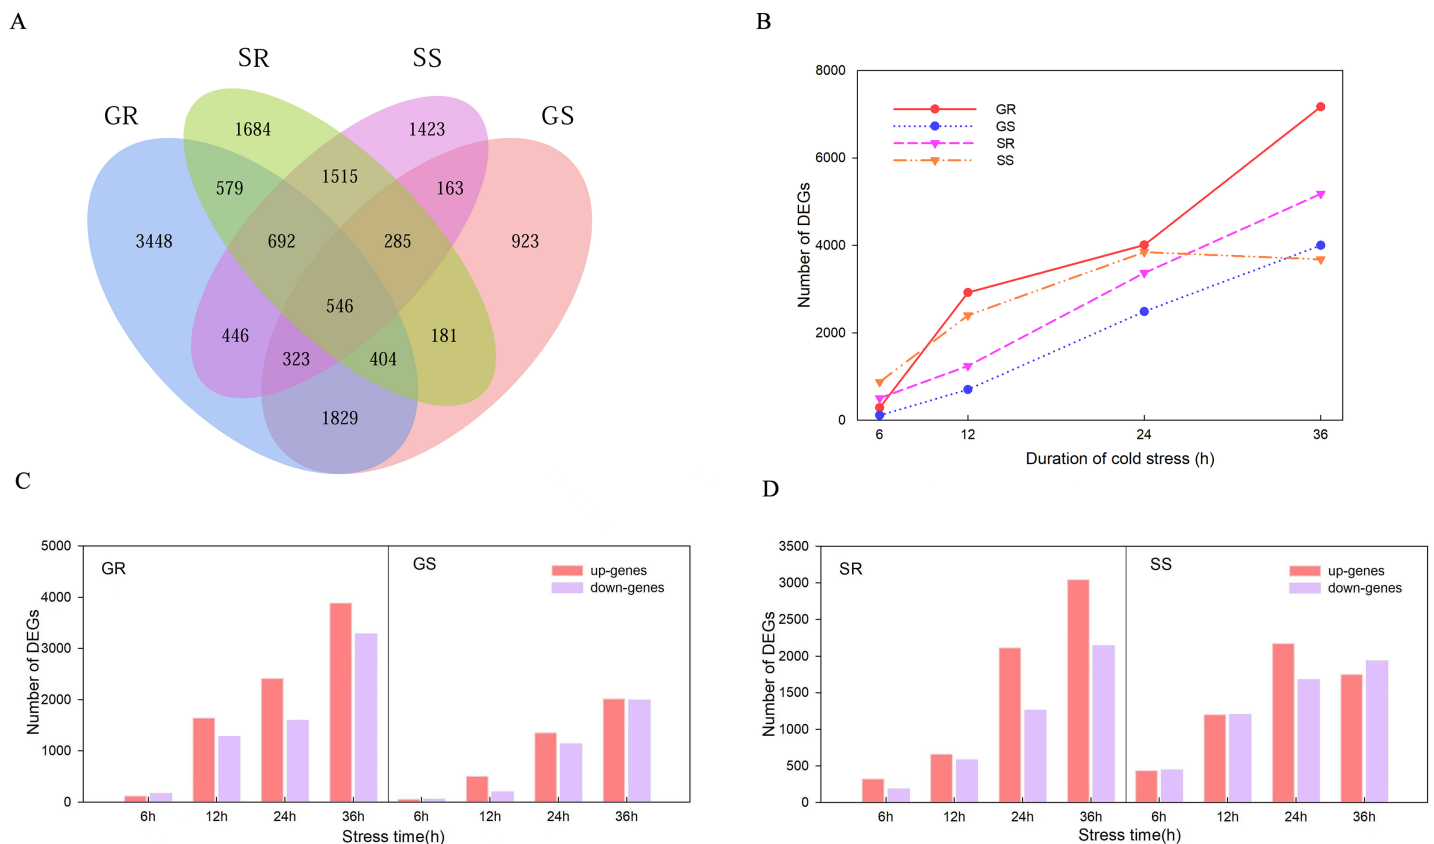 A
SR
SS
GR
GS
1684
1423
579
1515
163
3448
692
285
923
546
446
323
404
181
1829
B
8000
6000
4000
2000
0
Number of DEGs
GR
GS
SR
SS
6
12
24
36
Duration of cold stress (h)
C
5000
4000
3000
2000
1000
0
Number of DEGs
GR
GS
up-genes
down-genes
6h
12h
24h
36h
6h
12h
24h
36h
Stress time(h)
D
3500
3000
2500
2000
1500
1000
500
0
Number of DEGs
SR
SS
up-genes
down-genes
6h
12h
24h
36h
6h
12h
24h
36h
Stress time(h)